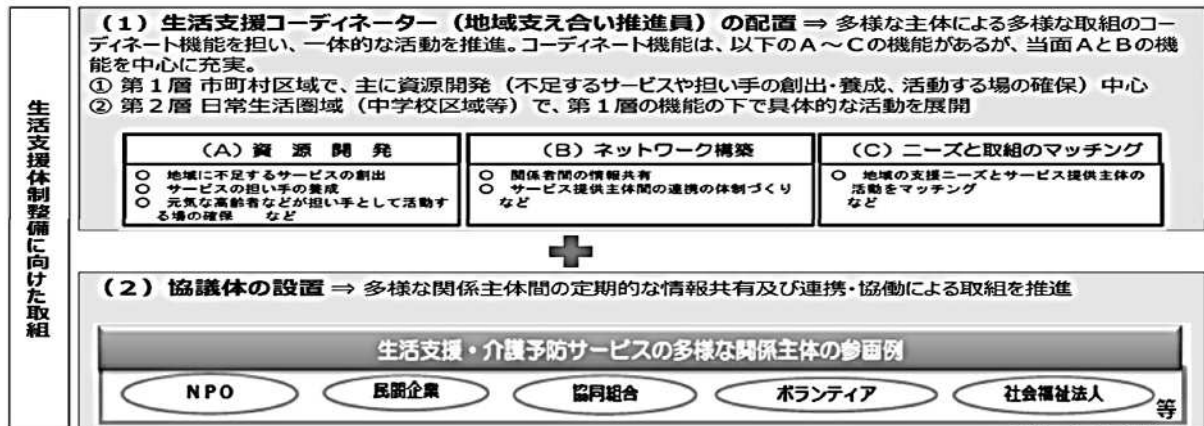 生活支援体制整備に向けた取組
（１）生活支援コーディネーター（地域支え合い推進員）の配置 ⇒ 多様な主体による多様な取組のコー
ディネート機能を担い、一体的な活動を推進。コーディネート機能は、以下のＡ～Ｃの機能があるが、当面ＡとＢの機
能を中心に充実。
① 第１層 市町村区域で、主に資源開発（不足するサービスや担い手の創出・養成、活動する場の確保）中心
② 第２層 日常生活圏域（中学校区域等）で、第１層の機能の下で具体的な活動を展開
（Ａ）資 源 開 発
○ 地域に不足するサービスの創出
○ サービスの担い手の養成
○ 元気な高齢者などが担い手として活動す
る場の確保 など
（Ｂ）ネットワーク構築
○ 関係者間の情報共有
○ サービス提供主体間の連携の体制づくり
など
（Ｃ）ニーズと取組のマッチング
○ 地域の支援ニーズとサービス提供主体の
活動をマッチング
など
（２）協議体の設置 ⇒ 多様な関係主体間の定期的な情報共有及び連携・協働による取組を推進
生活支援・介護予防サービスの多様な関係主体の参画例
ＮＰＯ
民間企業
協同組合
ボランティア
社会福祉法人
等